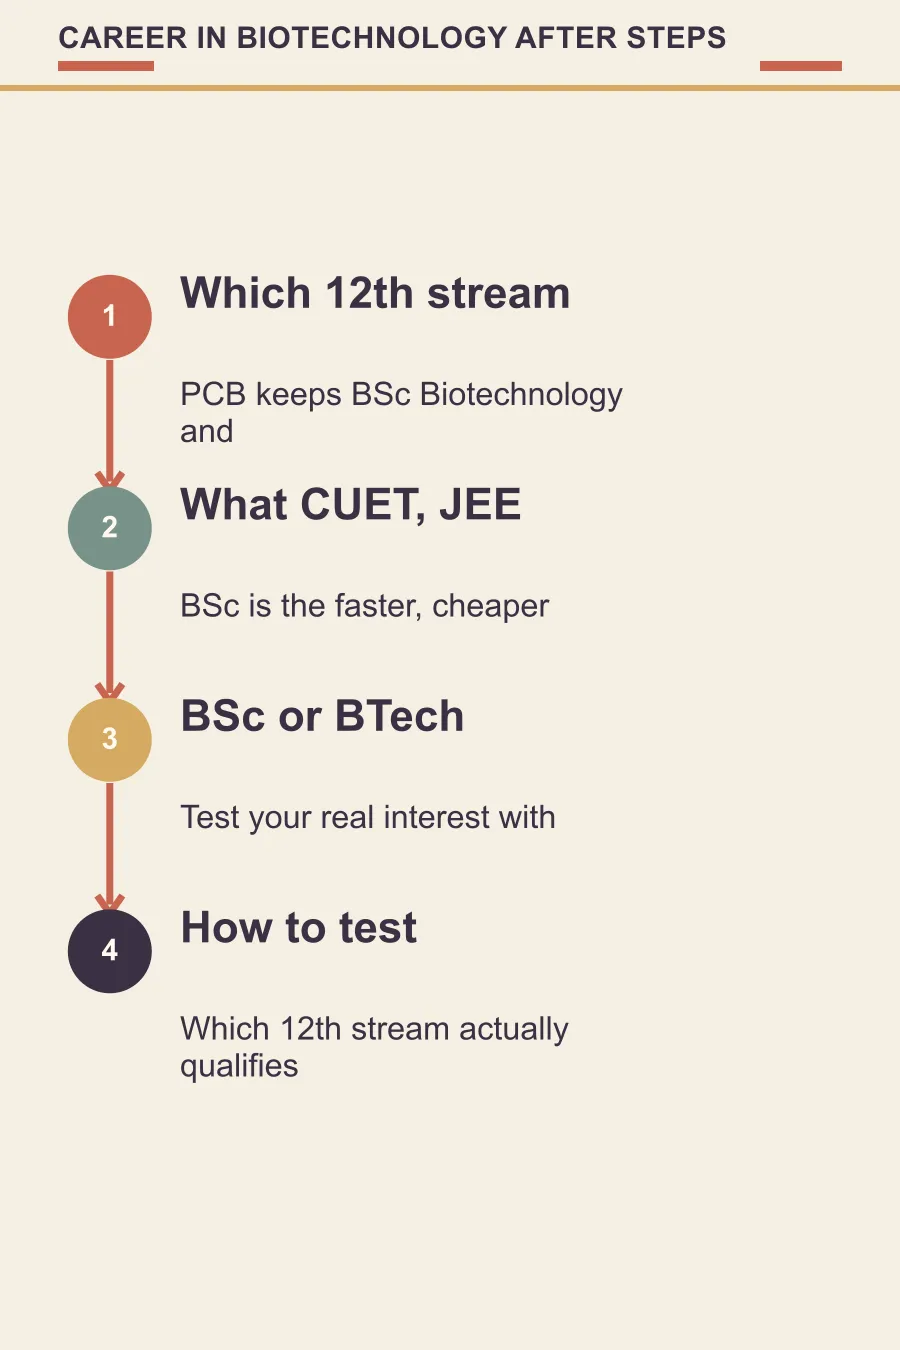 CAREER IN BIOTECHNOLOGY AFTER STEPS
1
Which 12th stream
PCB keeps BSc Biotechnology
and
2
What CUET, JEE
BSc is the faster, cheaper
3
BSc or BTech
Test your real interest with
4
How to test
Which 12th stream actually
qualifies